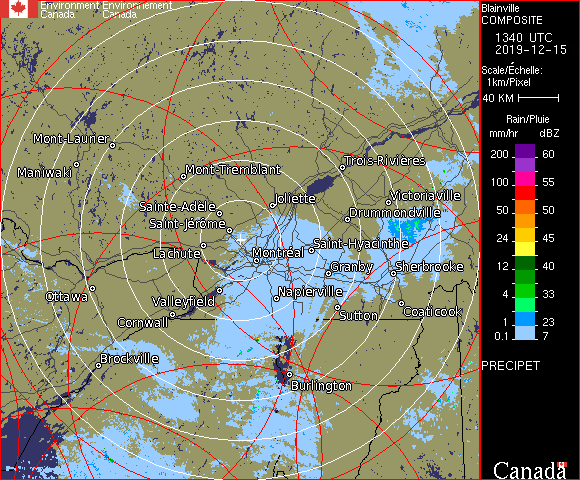 Environment Environnement
Canada Canada
Blainville
COMPOSITE
1340 UTC
2019-12-15
Scale/Échelle:
1km/Pixel
40 KM
Rain/Pluie
mm/hr dBZ
200 60
100 55
50 50
24 45
12 40
4 33
1 23
0.1 7
PRECIPET
Canada
Mont-Laurier
Maniwaki
Mont-Tremblant
Trois-Rivières
Sainte-Adèle
Joliette
Victoriaville
Drummondville
Saint-Jérôme
Lachute
Montréal
Saint-Hyacinthe
Granby
Sherbrooke
Ottawa
Valleyfield
Napierville
Cornwall
Sutton
Coaticook
Brockville
Burlington